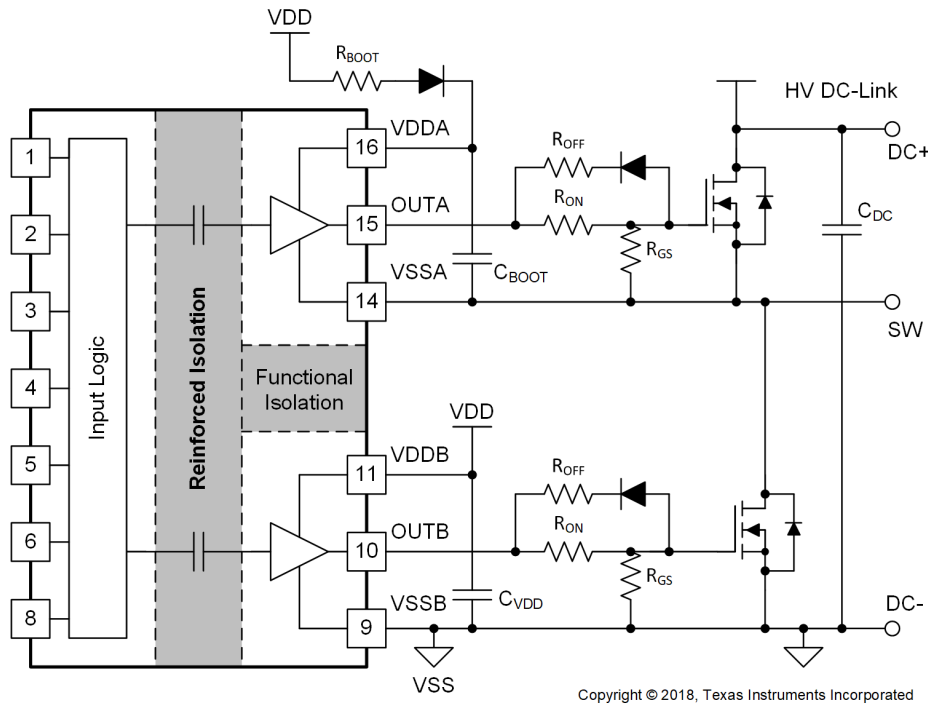 VDD
RBOOT
HV DC-Link
DC+
CDC
SW
DC-
1
2
3
4
5
6
8
Input Logic
Reinforced Isolation
Functional
Isolation
VDDA
16
OUTA
15
VSSA
14
CBOOT
ROFF
RON
RGS
VDD
VDDB
11
OUTB
10
VSSB
9
CVDD
ROFF
RON
RGS
VSS
Copyright © 2018, Texas Instruments Incorporated